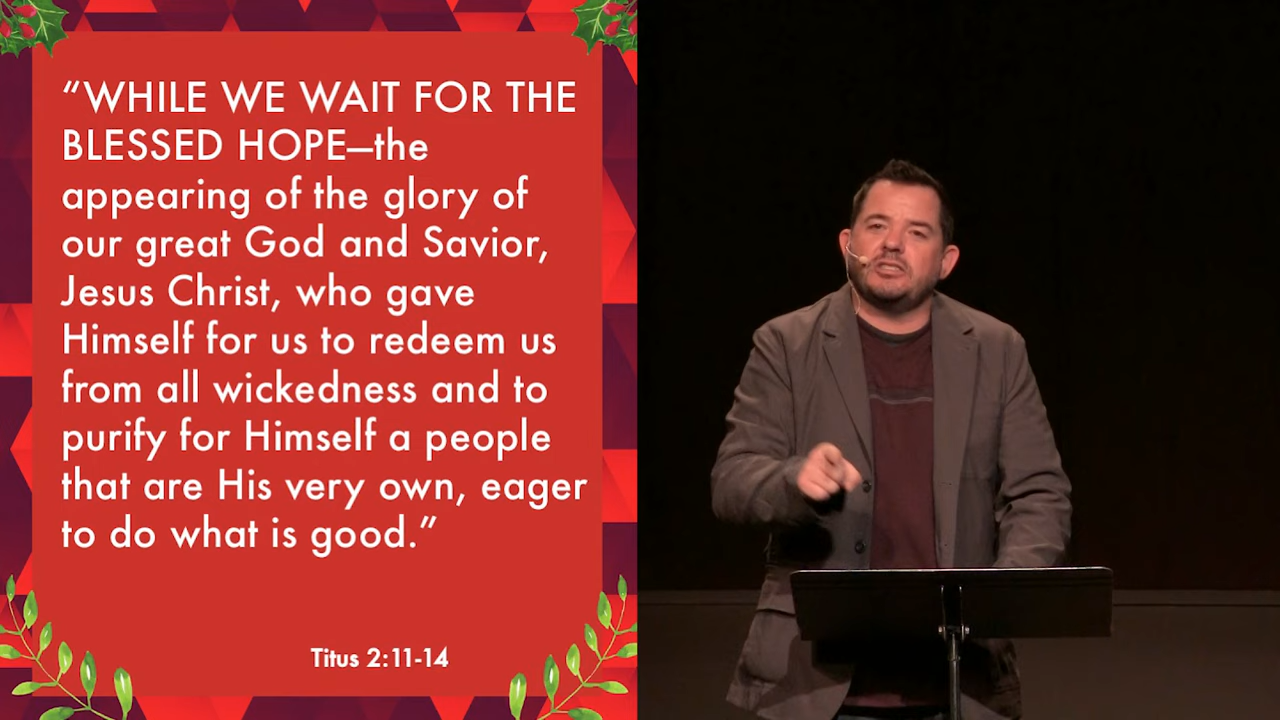 “WHILE WE WAIT FOR THE
BLESSED HOPE—the
appearing of the glory of
our great God and Savior,
Jesus Christ, who gave
Himself for us to redeem us
from all wickedness and to
purify for Himself a people
that are His very own, eager
to do what is good.”
Titus 2:11-14